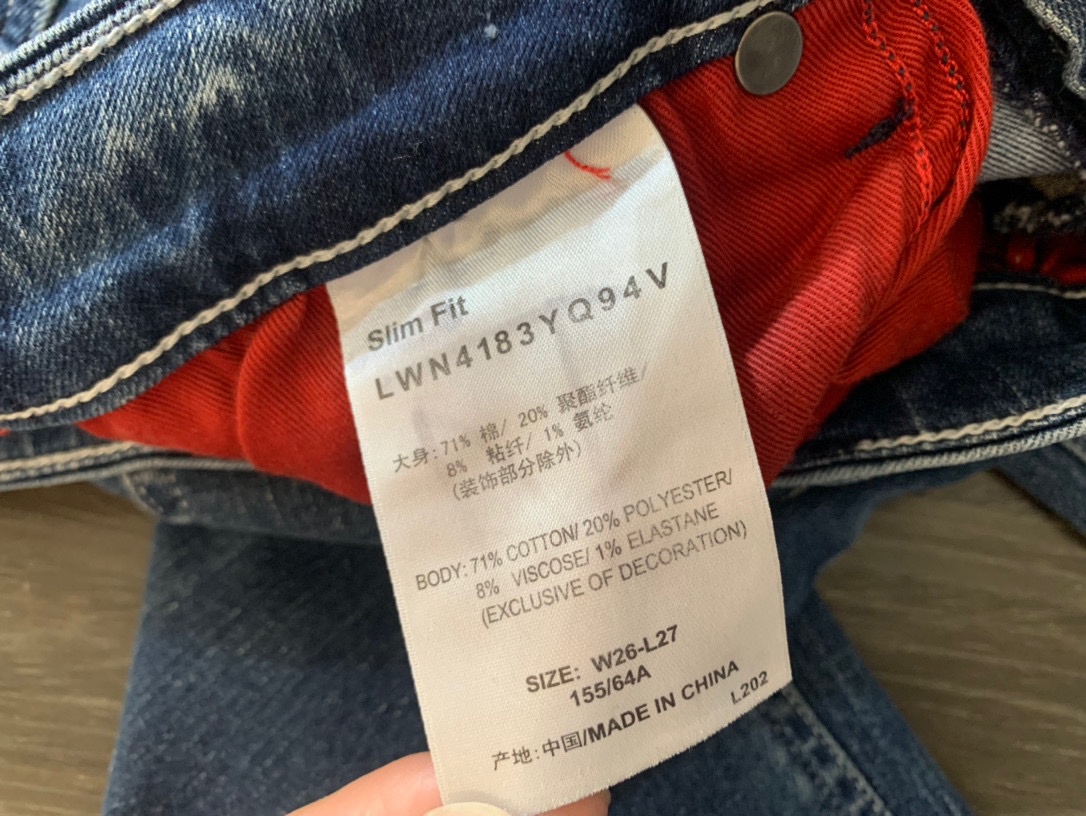 Slim Fit
LWN4183YQ94V
大身: 71% 棉/ 20% 聚酯纤维/
8% 粘纤/ 1% 氨纶
(装饰部分除外)
BODY: 71% COTTON/ 20% POLYESTER/
8% VISCOSE/ 1% ELASTANE
(EXCLUSIVE OF DECORATION)
SIZE: W26-L27
155/64A
产地:中国/MADE IN CHINA
L202